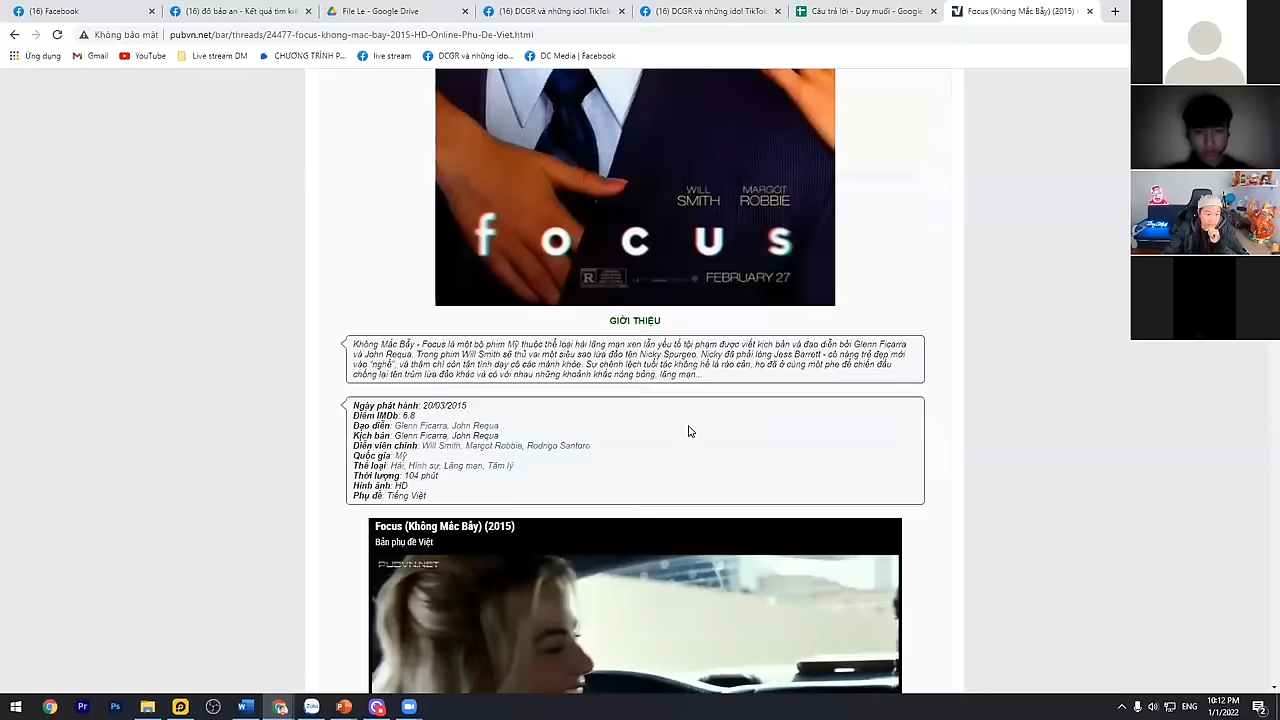 (16) Facebook
(16) đồ bảo an - Kết quả tìm kiế
File Le - Google Drive
(16) DCGR và những idol TikTok
(16) DCGR và những idol TikTok
Câu trả lời - Duy muối - Google
Focus (Không Mắc Bẫy) (2015)
Không bảo mật | pubvn.net/bar/threads/24477-focus-khong-mac-bay-2015-HD-Online-Phu-De-Viet.html
Ứng dụng
Gmail
YouTube
Live stream DM
CHƯƠNG TRÌNH P...
live stream
DCGR và những ido...
DC Media | Facebook
WILL SMITH
MARGOT ROBBIE
focus
R
FEBRUARY 27
GIỚI THIỆU
Không Mắc Bẫy - Focus là một bộ phim Mỹ thuộc thể loại hài lãng mạn xen lẫn yếu tố tội phạm được viết kịch bản và đạo diễn bởi Glenn Ficarra
và John Requa. Trong phim Will Smith sẽ thủ vai một siêu sao lừa đảo tên Nicky Spurgeo. Nicky đã phải lòng Jess Barrett - cô nàng trẻ đẹp mới
vào "nghề", và thậm chí còn tận tình dạy cô các mánh khóe. Sự chênh lệch tuổi tác không hề là rào cản, họ đã ở cùng một phe để chiến đấu
chống lại tên trùm lừa đảo khác và có với nhau những khoảnh khắc nóng bỏng, lãng mạn...
Ngày phát hành: 20/03/2015
Điểm IMDb: 6.8
Đạo diễn: Glenn Ficarra, John Requa
Kịch bản: Glenn Ficarra, John Requa
Diễn viên chính: Will Smith, Margot Robbie, Rodrigo Santoro
Quốc gia: Mỹ
Thể loại: Hài, Hình sự, Lãng mạn, Tâm lý
Thời lượng: 104 phút
Hình ảnh: HD
Phụ đề: Tiếng Việt
Focus (Không Mắc Bẫy) (2015)
Bản phụ đề Việt
PUBVN.NET
ENG
10:12 PM
1/1/2022